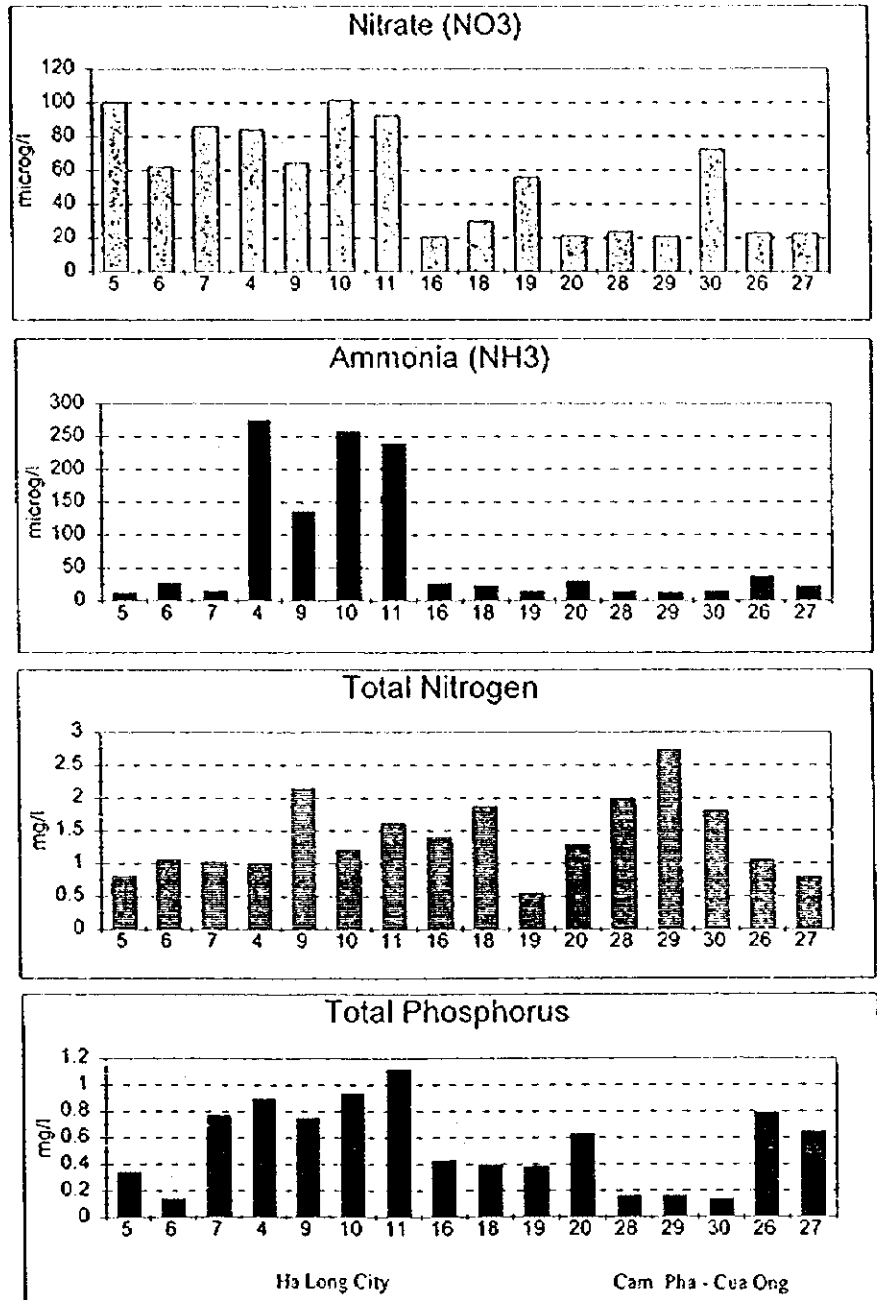 Nitrate (NO3)
microg/l
120
100
80
60
40
20
0
5 6 7 4 9 10 11 16 18 19 20 28 29 30 26 27
Ammonia (NH3)
microg/l
300
250
200
150
100
50
0
5 6 7 4 9 10 11 16 18 19 20 28 29 30 26 27
Total Nitrogen
mg/l
3
2.5
2
1.5
1
0.5
0
5 6 7 4 9 10 11 16 18 19 20 28 29 30 26 27
Total Phosphorus
mg/l
1.2
1
0.8
0.6
0.4
0.2
0
5 6 7 4 9 10 11 16 18 19 20 28 29 30 26 27
Ha Long City Cam Pha - Cua Ong